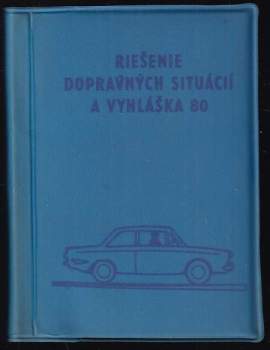 RIEŠENIE
DOPRAVNÝCH SITUÁCIÍ
A VYHLÁŠKA 80